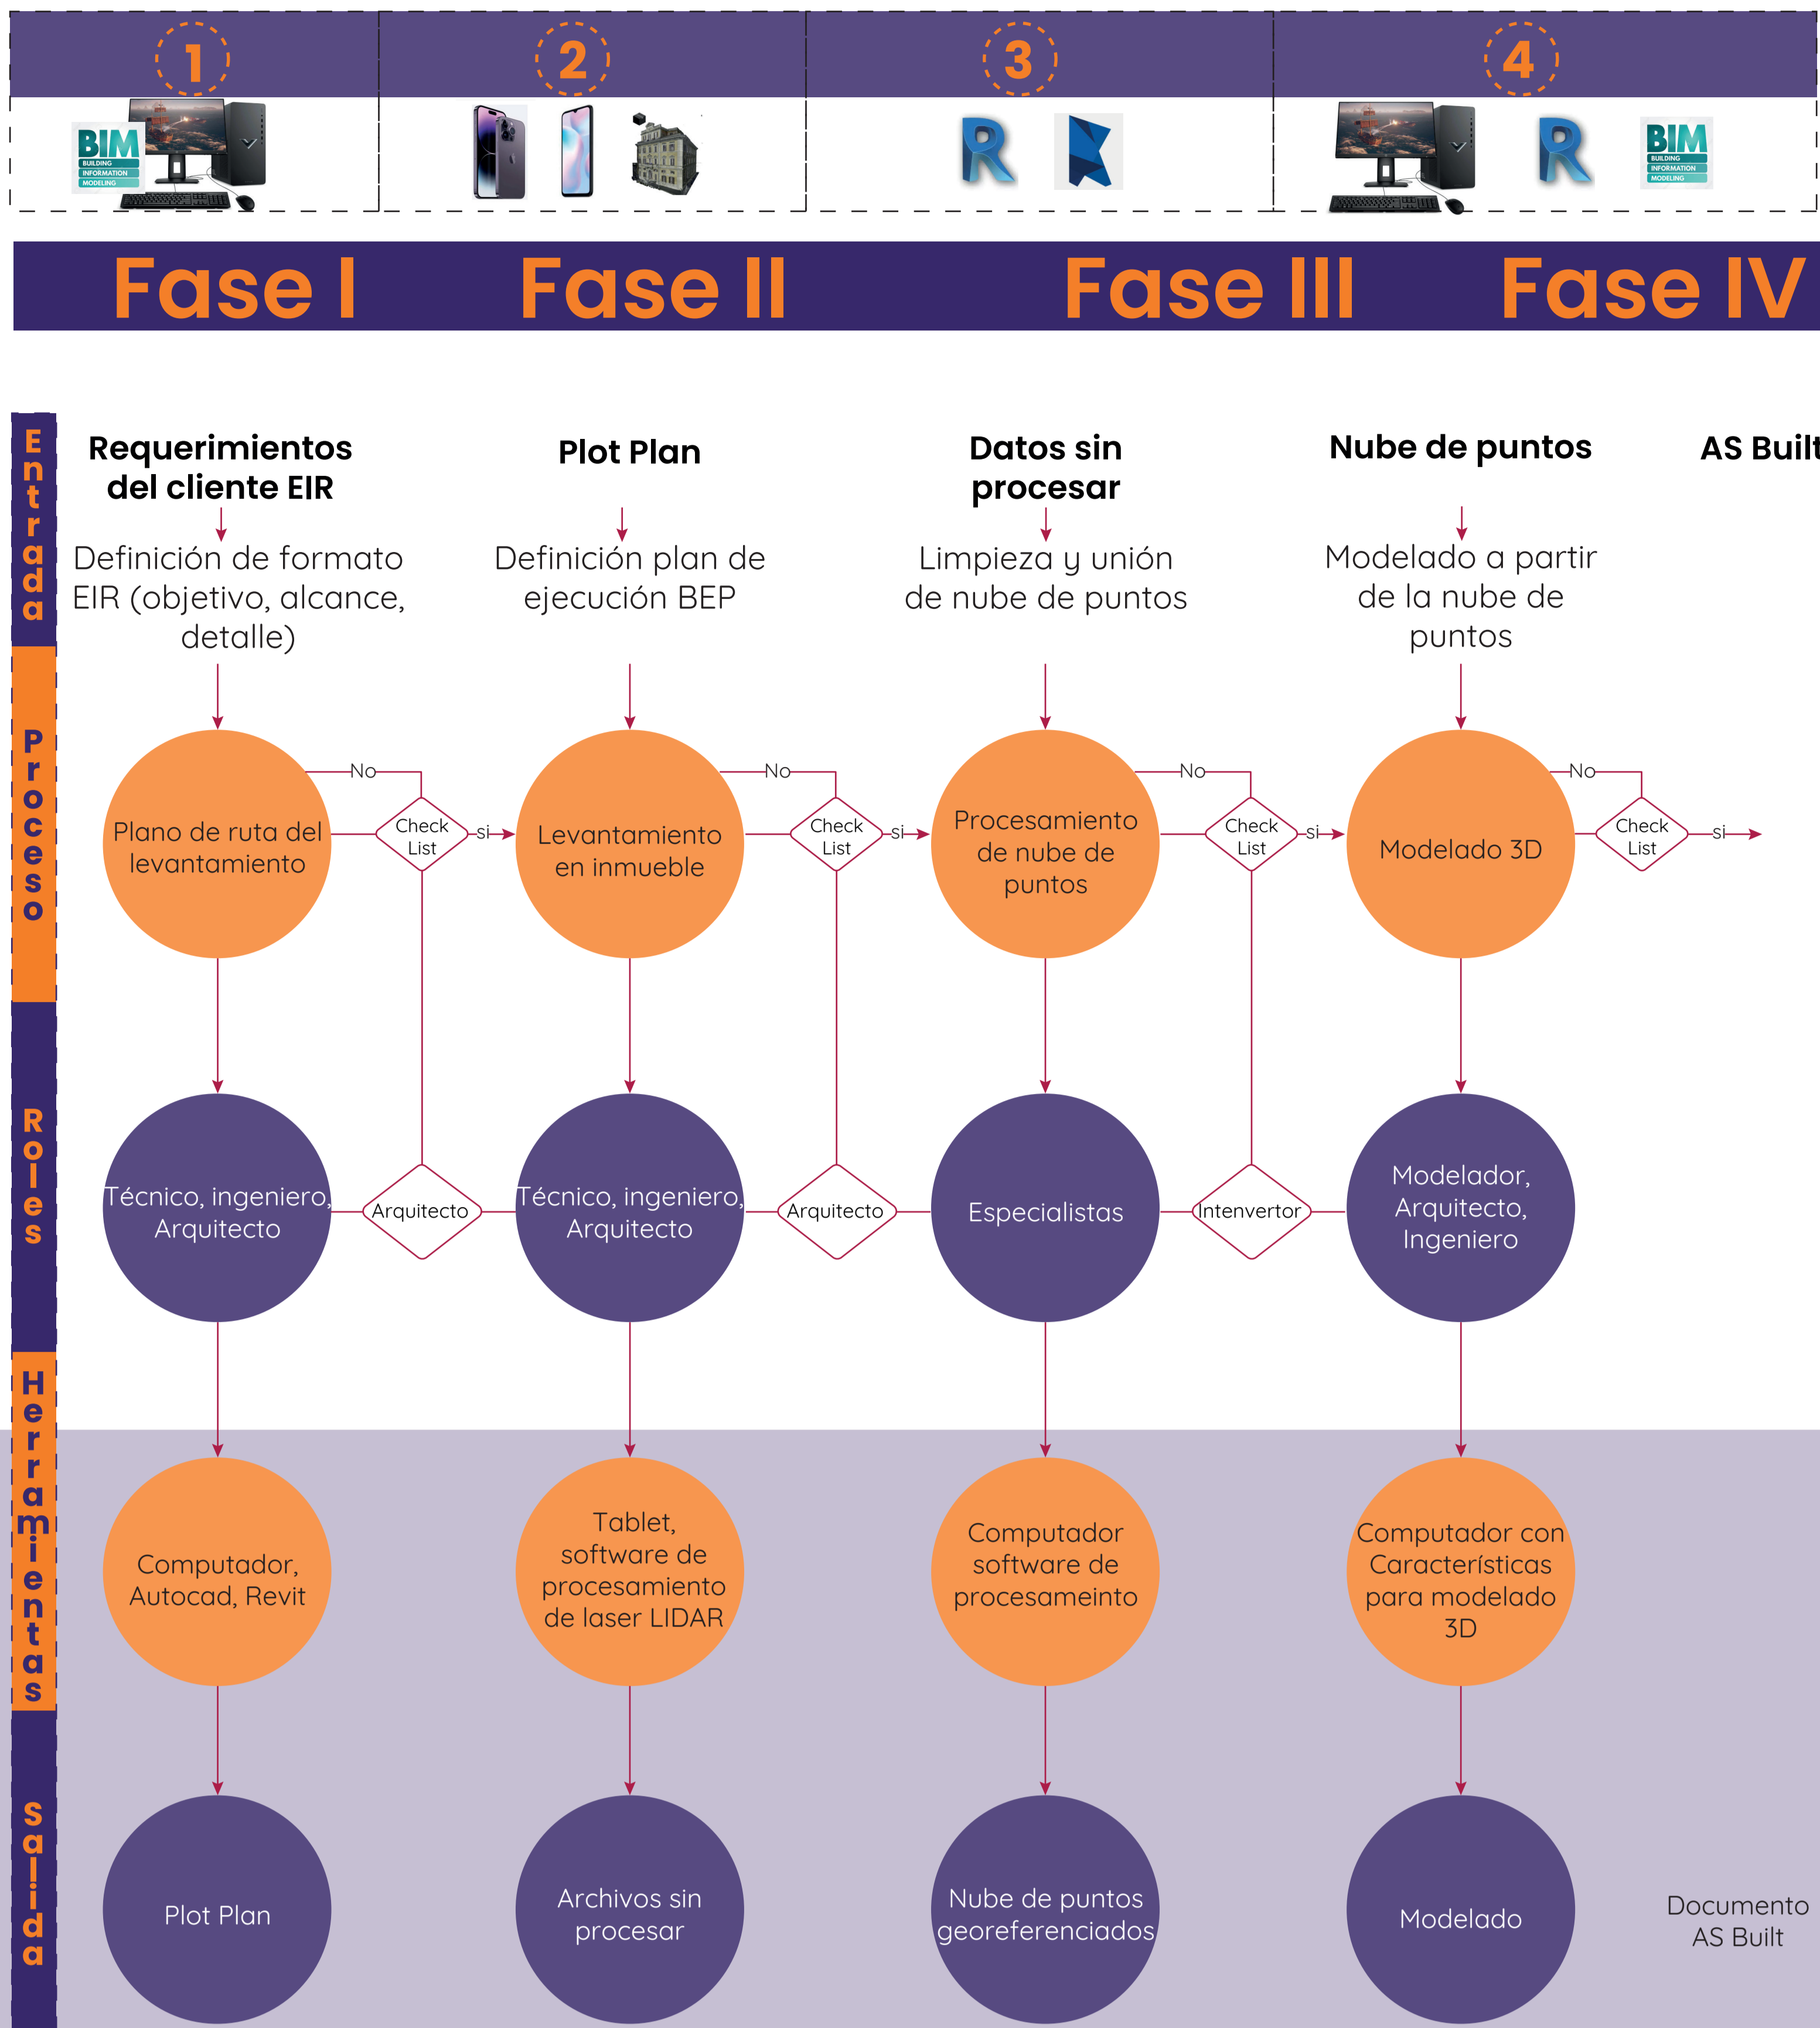 1
2
3
4
BIM
BUILDING
INFORMATION
MODELING
R
R
BIM
BUILDING
INFORMATION
MODELING
Fase I
Fase II
Fase III
Fase IV
Entrada
Requerimientos
del cliente EIR
Plot Plan
Datos sin
procesar
Nube de puntos
AS Built
Definición de formato
EIR (objetivo, alcance,
detalle)
Definición plan de
ejecución BEP
Limpieza y unión
de nube de puntos
Modelado a partir
de la nube de
puntos
Proceso
Plano de ruta del
levantamiento
No
Check
List
si
Levantamiento
en inmueble
No
Check
List
si
Procesamiento
de nube de
puntos
No
Check
List
si
Modelado 3D
No
Check
List
si
Roles
Técnico, ingeniero,
Arquitecto
Arquitecto
Técnico, ingeniero,
Arquitecto
Arquitecto
Especialistas
Intenvertor
Modelador,
Arquitecto,
Ingeniero
Herramientas
Computador,
Autocad, Revit
Tablet,
software de
procesamiento
de laser LIDAR
Computador
software de
procesameinto
Computador con
Características
para modelado
3D
Salida
Plot Plan
Archivos sin
procesar
Nube de puntos
georeferenciados
Modelado
Documento
AS Built